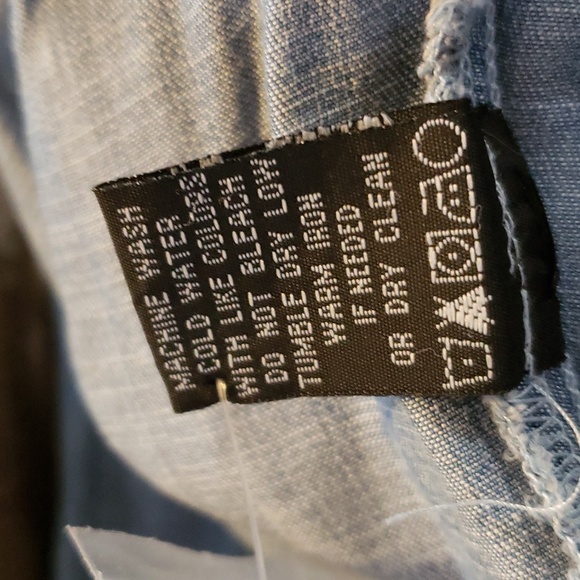 MACHINE WASH
COLD WATER
WITH LIKE COLORS
DO NOT BLEACH
TUMBLE DRY LOW
WARM IRON
IF NEEDED
OR DRY CLEAN